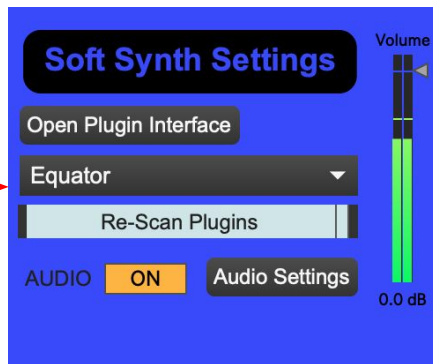 Soft Synth Settings
Volume
Open Plugin Interface
Equator
Re-Scan Plugins
AUDIO ON Audio Settings
0.0 dB